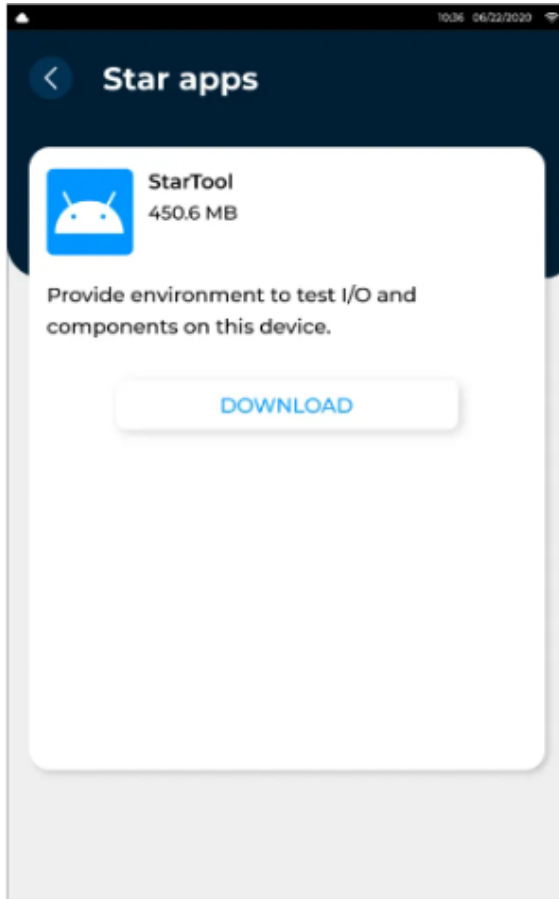 10:36 06/22/2020
Star apps
StarTool
450.6 MB
Provide environment to test I/O and
components on this device.
DOWNLOAD